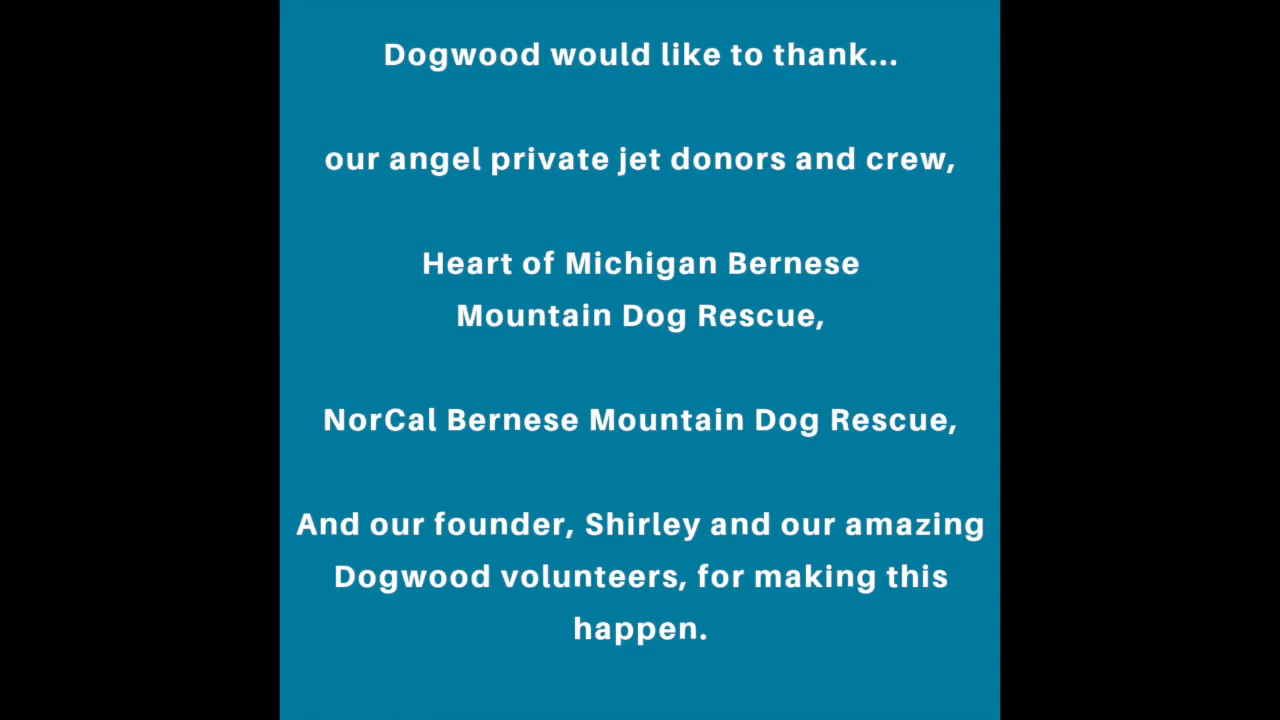 Dogwood would like to thank...
our angel private jet donors and crew,
Heart of Michigan Bernese
Mountain Dog Rescue,
NorCal Bernese Mountain Dog Rescue,
And our founder, Shirley and our amazing
Dogwood volunteers, for making this
happen.